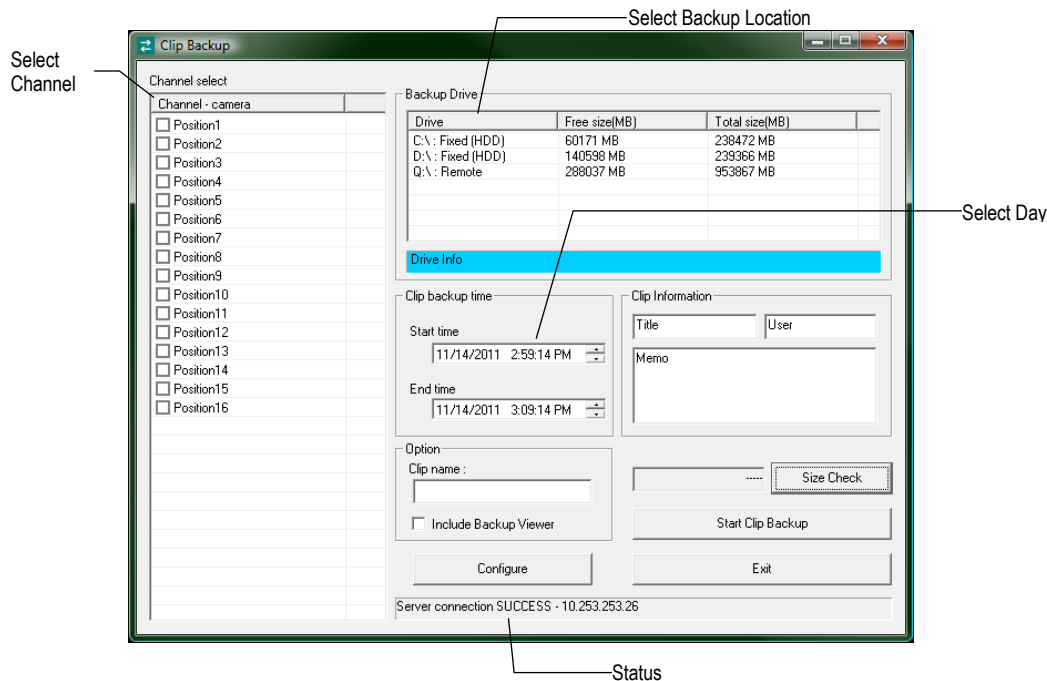 Select Backup Location
Clip Backup
Select
Channel
Channel select
Channel - camera
Position1
Position2
Position3
Position4
Position5
Position6
Position7
Position8
Position9
Position10
Position11
Position12
Position13
Position14
Position15
Position16
Backup Drive
Drive Free size(MB) Total size(MB)
C:\ : Fixed (HDD) 60171 MB 238472 MB
D:\ : Fixed (HDD) 140598 MB 239366 MB
Q:\ : Remote 288037 MB 953867 MB
Select Day
Drive Info
Clip backup time
Start time
11/14/2011 2:59:14 PM
End time
11/14/2011 3:09:14 PM
Clip Information
Title User
Memo
Option
Clip name :
Include Backup Viewer
----- Size Check
Start Clip Backup
Configure Exit
Server connection SUCCESS - 10.253.253.26
Status